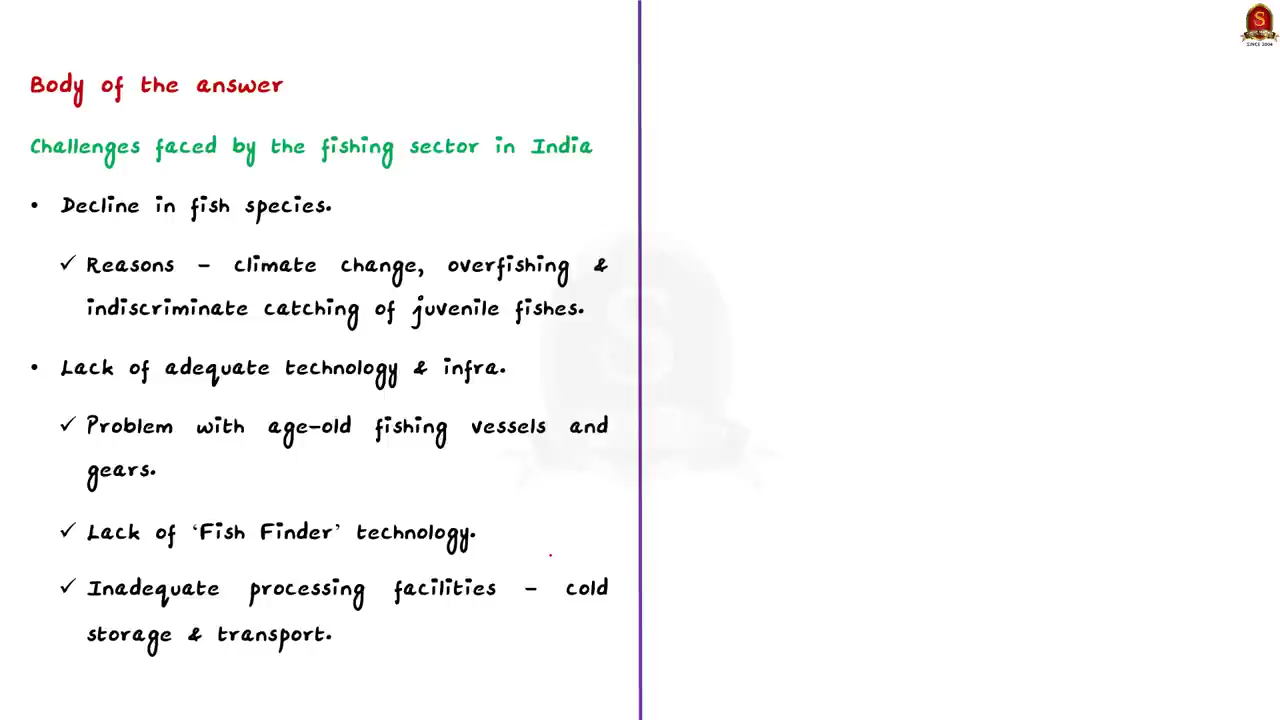 Body of the answer
Challenges faced by the fishing sector in India
• Decline in fish species.
✓ Reasons – climate change, overfishing &
indiscriminate catching of juvenile fishes.
• Lack of adequate technology & infra.
✓ Problem with age-old fishing vessels and
gears.
✓ Lack of ‘Fish Finder’ technology.
✓ Inadequate processing facilities – cold
storage & transport.
S
SINCE 2004